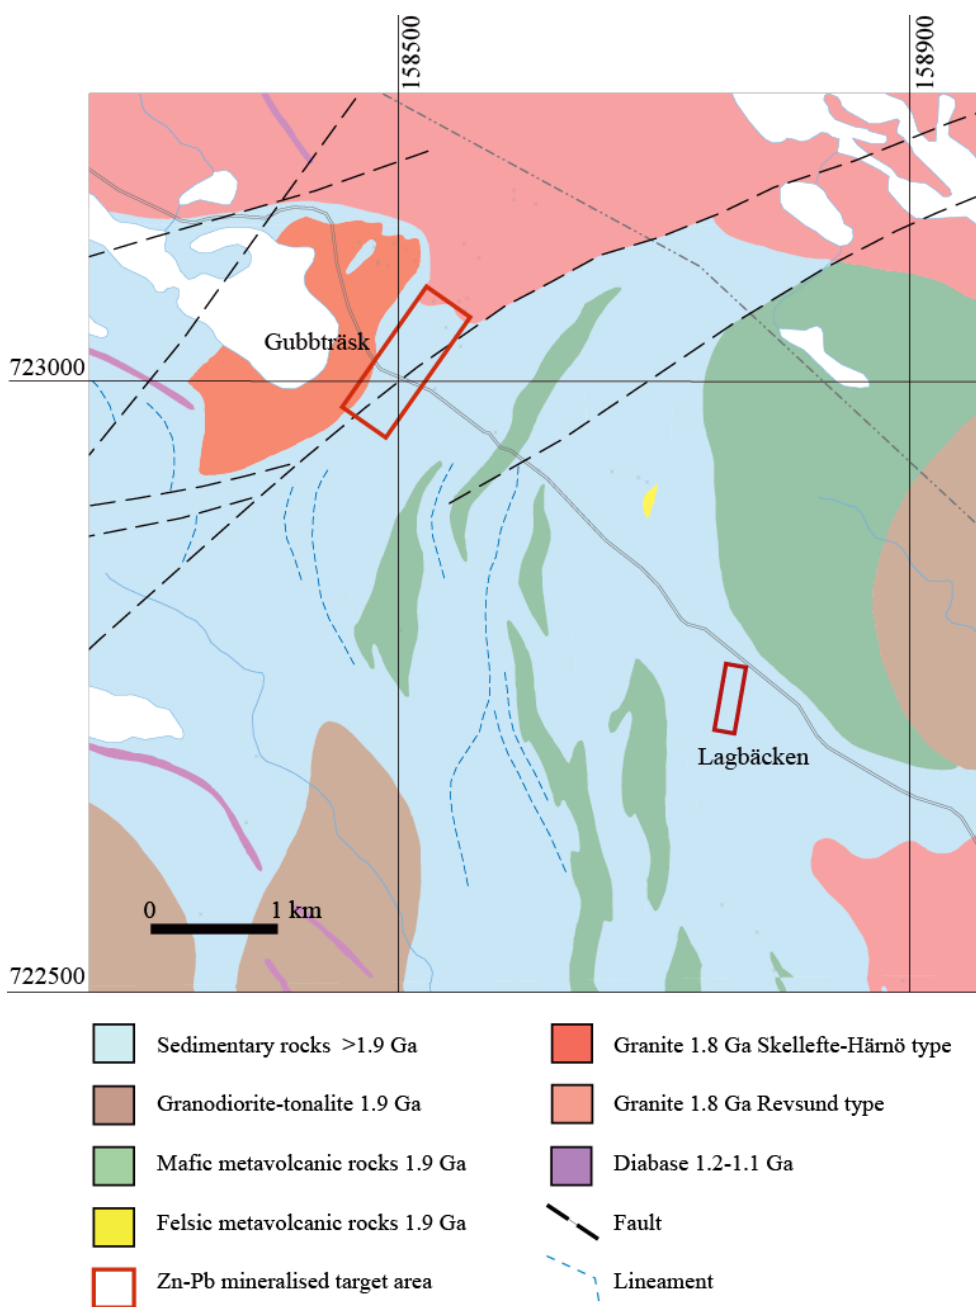 158500
158900
Gubbträsk
723000
Lagbäcken
0 1 km
722500
Sedimentary rocks >1.9 Ga
Granite 1.8 Ga Skellefte-Härnö type
Granodiorite-tonalite 1.9 Ga
Granite 1.8 Ga Revsund type
Mafic metavolcanic rocks 1.9 Ga
Diabase 1.2-1.1 Ga
Felsic metavolcanic rocks 1.9 Ga
Fault
Zn-Pb mineralised target area
Lineament